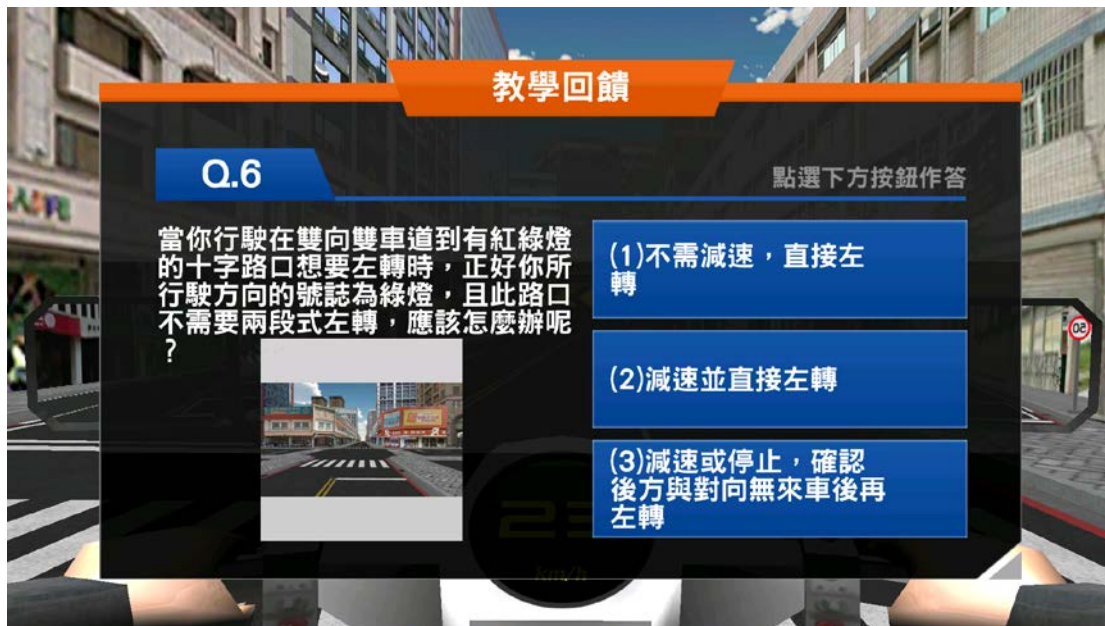 教學回饋
Q.6
點選下方按鈕作答
當你行駛在雙向雙車道到有紅綠燈
的十字路口想要左轉時，正好你所
行駛方向的號誌為綠燈，且此路口
不需要兩段式左轉，應該怎麼辦呢
?
(1)不需減速，直接左
轉
(2)減速並直接左轉
(3)減速或停止，確認
後方與對向無來車後再
左轉
50
km/h